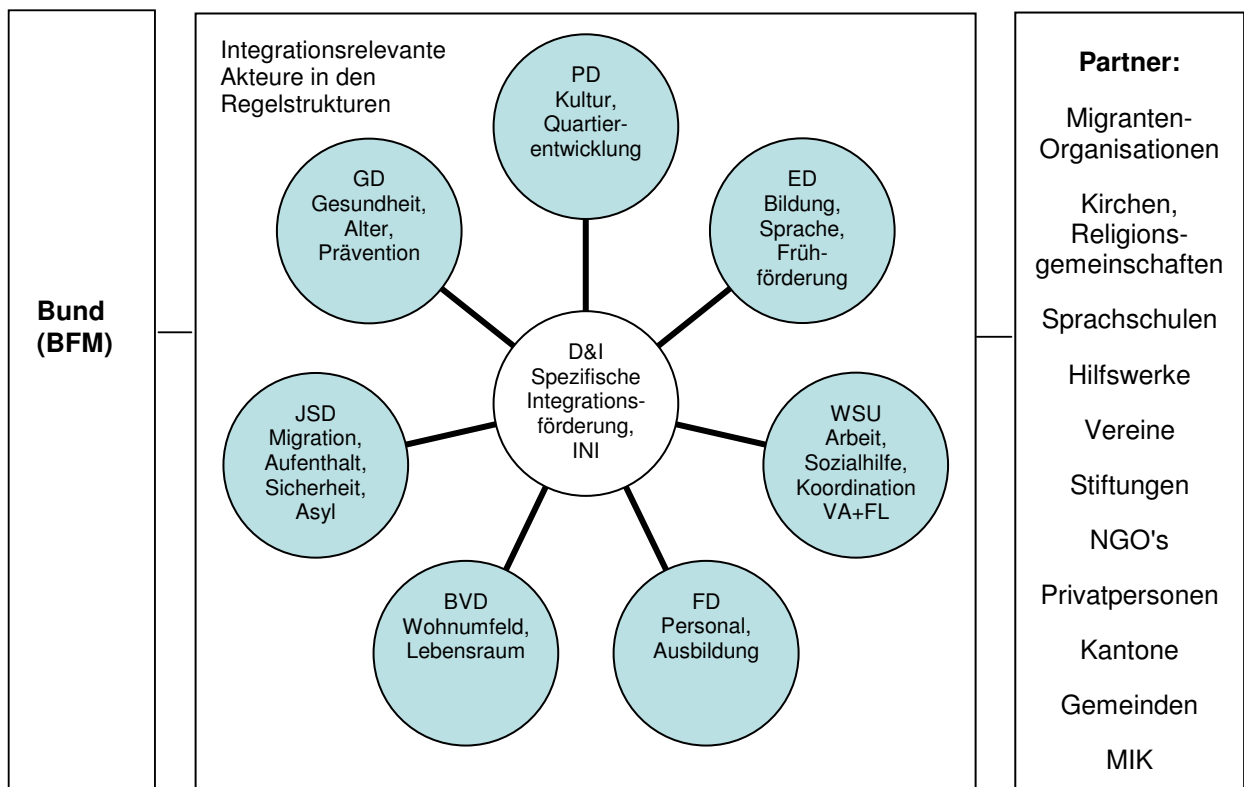 Bund
(BFM)
Integrationsrelevante
Akteure in den
Regelstrukturen
PD
Kultur,
Quartier-
entwicklung
GD
Gesundheit,
Alter,
Prävention
ED
Bildung,
Sprache,
Früh-
förderung
D&I
Spezifische
Integrations-
förderung,
INI
JSD
Migration,
Aufenthalt,
Sicherheit,
Asyl
WSU
Arbeit,
Sozialhilfe,
Koordination
VA+FL
BVD
Wohnumfeld,
Lebensraum
FD
Personal,
Ausbildung
Partner:
Migranten-
Organisationen
Kirchen,
Religions-
gemeinschaften
Sprachschulen
Hilfswerke
Vereine
Stiftungen
NGO's
Privatpersonen
Kantone
Gemeinden
MIK